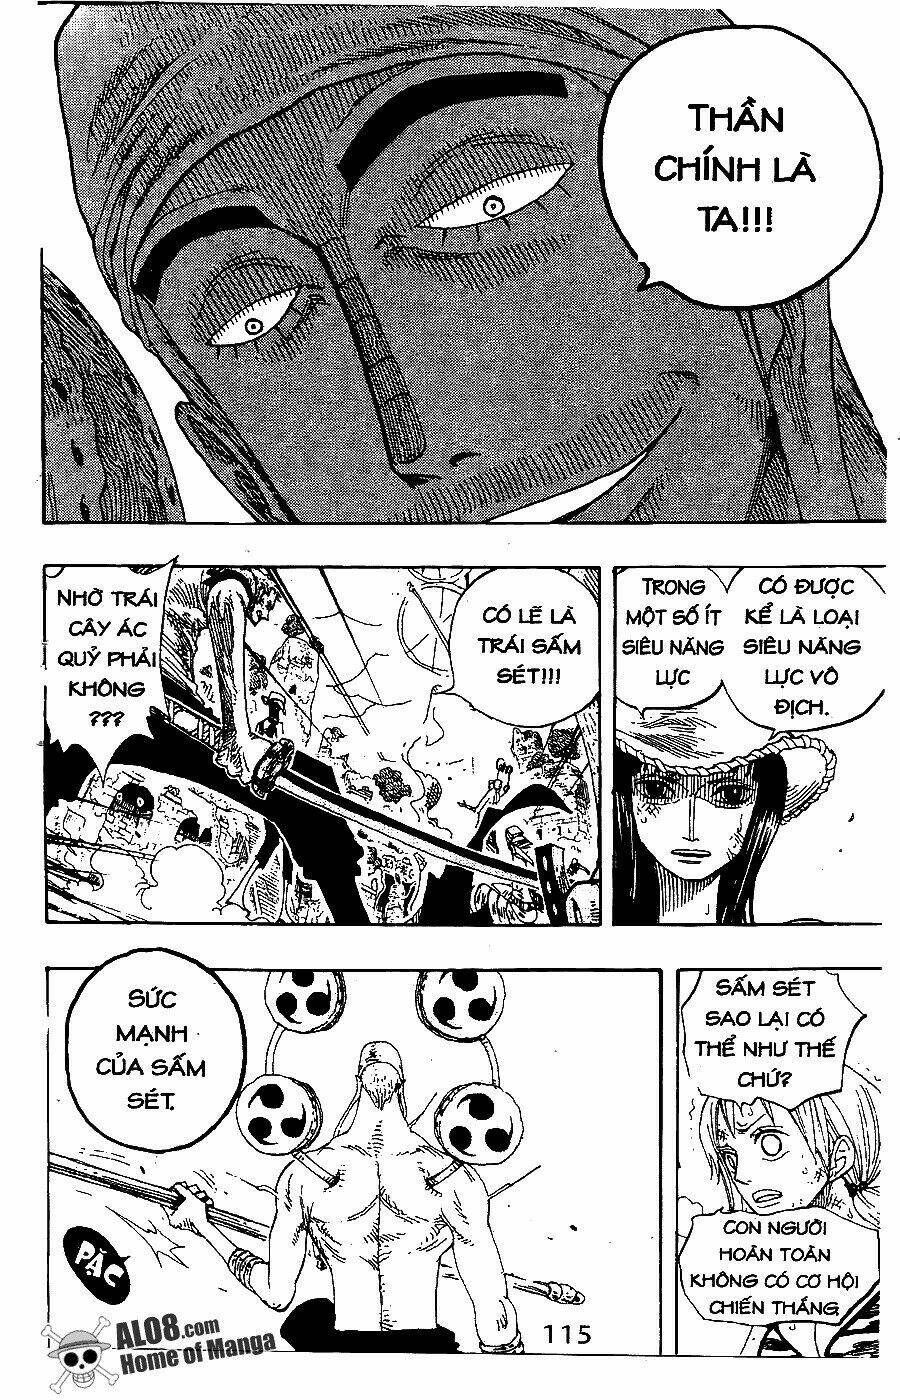 THẦN
CHÍNH LÀ
TA!!!
NHỜ TRÁI
CÂY ÁC
QUỶ PHẢI
KHÔNG
???
CÓ LẼ LÀ
TRÁI SẤM
SÉT!!!
TRONG
MỘT SỐ ÍT
SIÊU NĂNG
LỰC
CÓ ĐƯỢC
KỂ LÀ LOẠI
SIÊU NĂNG
LỰC VÔ
ĐỊCH.
SỨC
MẠNH
CỦA SẤM
SÉT.
PẶC
SẤM SÉT
SAO LẠI CÓ
THỂ NHƯ THẾ
CHỨ?
CON NGƯỜI
HOÀN TOÀN
KHÔNG CÓ CƠ HỘI
CHIẾN THẮNG
115
AL08.com
Home of Manga